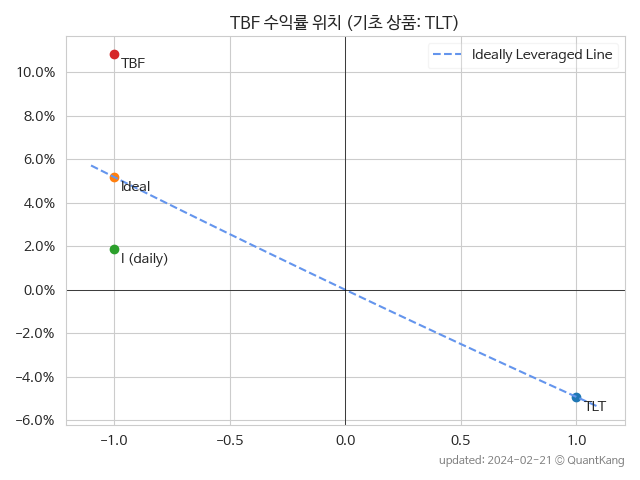 TBF 수익률 위치 (기초 상품: TLT)
Ideally Leveraged Line
10.0%
8.0%
6.0%
4.0%
2.0%
0.0%
−2.0%
−4.0%
−6.0%
TBF
Ideal
I (daily)
TLT
−1.0 −0.5 0.0 0.5 1.0
updated: 2024-02-21 © QuantKang